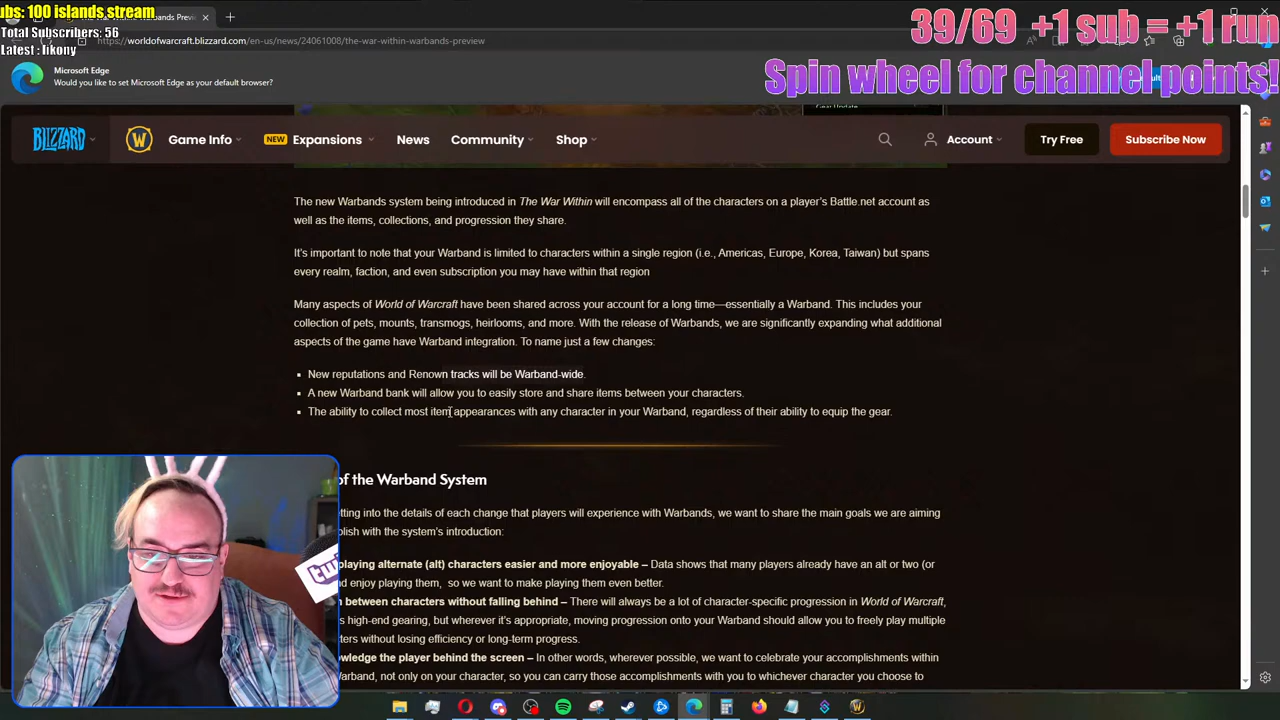 ubs: 100 islands stream
Total Subscribers: 56
Latest : likony
39/69 +1 sub = +1 run
Spin wheel for channel points!
https://worldofwarcraft.blizzard.com/en-us/news/24061008/the-war-within-warbands-preview
Microsoft Edge
Would you like to set Microsoft Edge as your default browser?
BLIZZARD
W
Game Info
NEW Expansions
News
Community
Shop
Account
Try Free
Subscribe Now
The new Warbands system being introduced in The War Within will encompass all of the characters on a player's Battle.net account as
well as the items, collections, and progression they share.
It's important to note that your Warband is limited to characters within a single region (i.e., Americas, Europe, Korea, Taiwan) but spans
every realm, faction, and even subscription you may have within that region
Many aspects of World of Warcraft have been shared across your account for a long time—essentially a Warband. This includes your
collection of pets, mounts, transmogs, heirlooms, and more. With the release of Warbands, we are significantly expanding what additional
aspects of the game have Warband integration. To name just a few changes:
▪ New reputations and Renown tracks will be Warband-wide.
▪ A new Warband bank will allow you to easily store and share items between your characters.
▪ The ability to collect most item appearances with any character in your Warband, regardless of their ability to equip the gear.
of the Warband System
etting into the details of each change that players will experience with Warbands, we want to share the main goals we are aiming
plish with the system's introduction:
playing alternate (alt) characters easier and more enjoyable – Data shows that many players already have an alt or two (or
nd enjoy playing them, so we want to make playing them even better.
n between characters without falling behind – There will always be a lot of character-specific progression in World of Warcraft,
s high-end gearing, but wherever it's appropriate, moving progression onto your Warband should allow you to freely play multiple
cters without losing efficiency or long-term progress.
nowledge the player behind the screen – In other words, wherever possible, we want to celebrate your accomplishments within
arband, not only on your character, so you can carry those accomplishments with you to whichever character you choose to